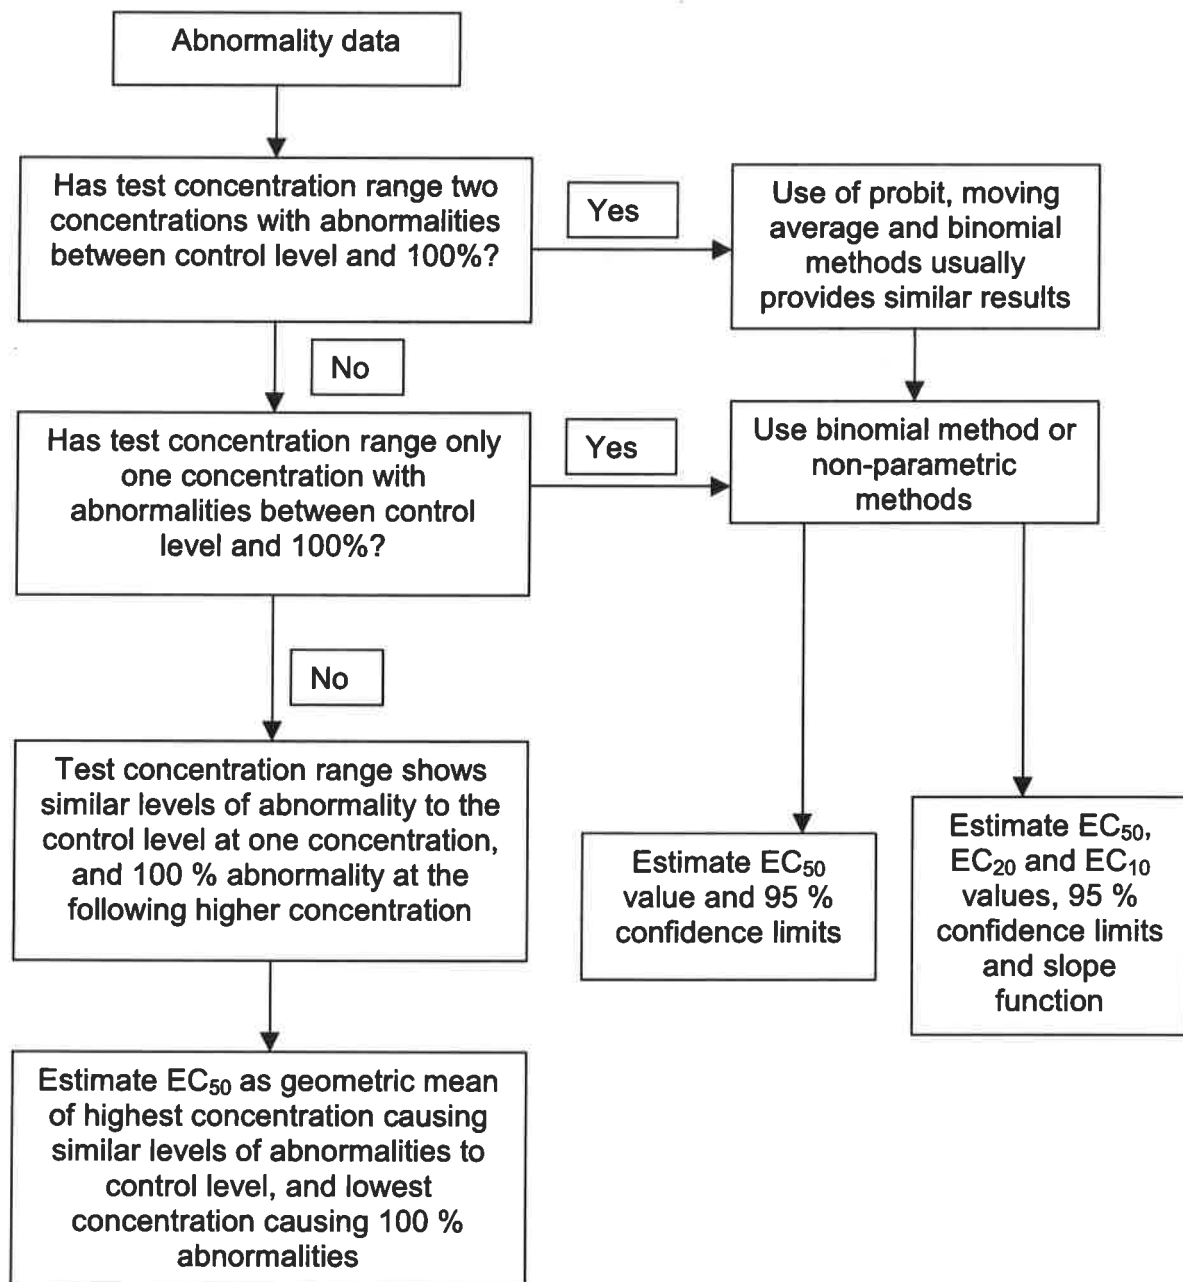 Abnormality data
Has test concentration range two
concentrations with abnormalities
between control level and 100%?
Yes
Use of probit, moving
average and binomial
methods usually
provides similar results
No
Has test concentration range only
one concentration with
abnormalities between control
level and 100%?
Yes
Use binomial method or
non-parametric
methods
No
Test concentration range shows
similar levels of abnormality to the
control level at one concentration,
and 100 % abnormality at the
following higher concentration
Estimate EC₅₀
value and 95 %
confidence limits
Estimate EC₅₀,
EC₂₀ and EC₁₀
values, 95 %
confidence limits
and slope
function
Estimate EC₅₀ as geometric mean
of highest concentration causing
similar levels of abnormalities to
control level, and lowest
concentration causing 100 %
abnormalities